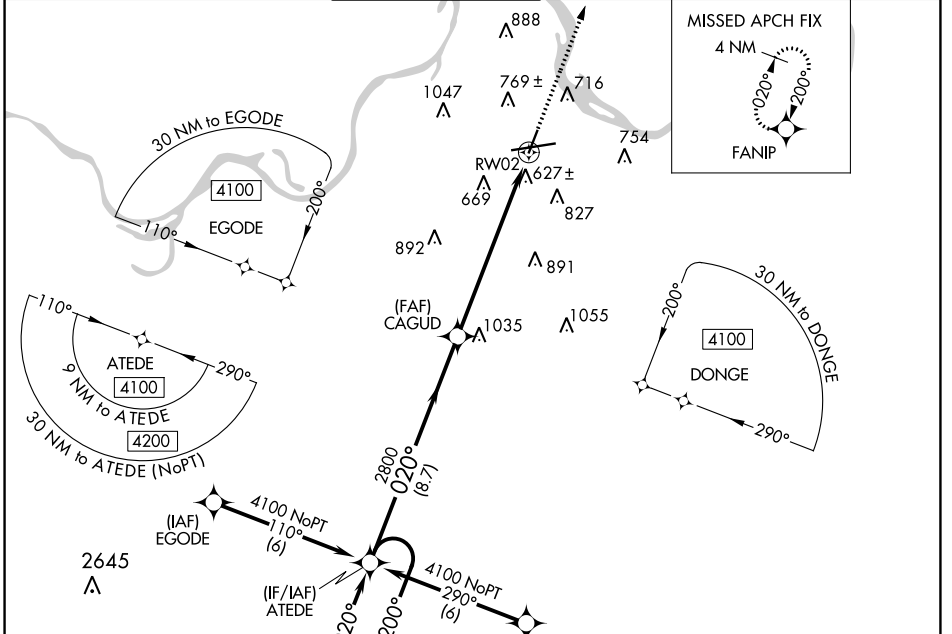 888
MISSED APCH FIX
4 NM
020°
200°
FANIP
1047
769 ±
716
754
30 NM to EGODE
4100
EGODE
200°
110°
RW02
627 ±
669
827
892
891
(FAF)
CAGUD
1035
1055
30 NM to DONGE
200°
4100
DONGE
290°
110°
ATEDE
4100
290°
9 NM to ATEDE
4200
30 NM to ATEDE (NoPT)
2800
020°
(8.7)
4100 NoPT
110°
(6)
(IAF)
EGODE
2645
(IF/IAF)
ATEDE
4100 NoPT
290°
(6)
20°
200°